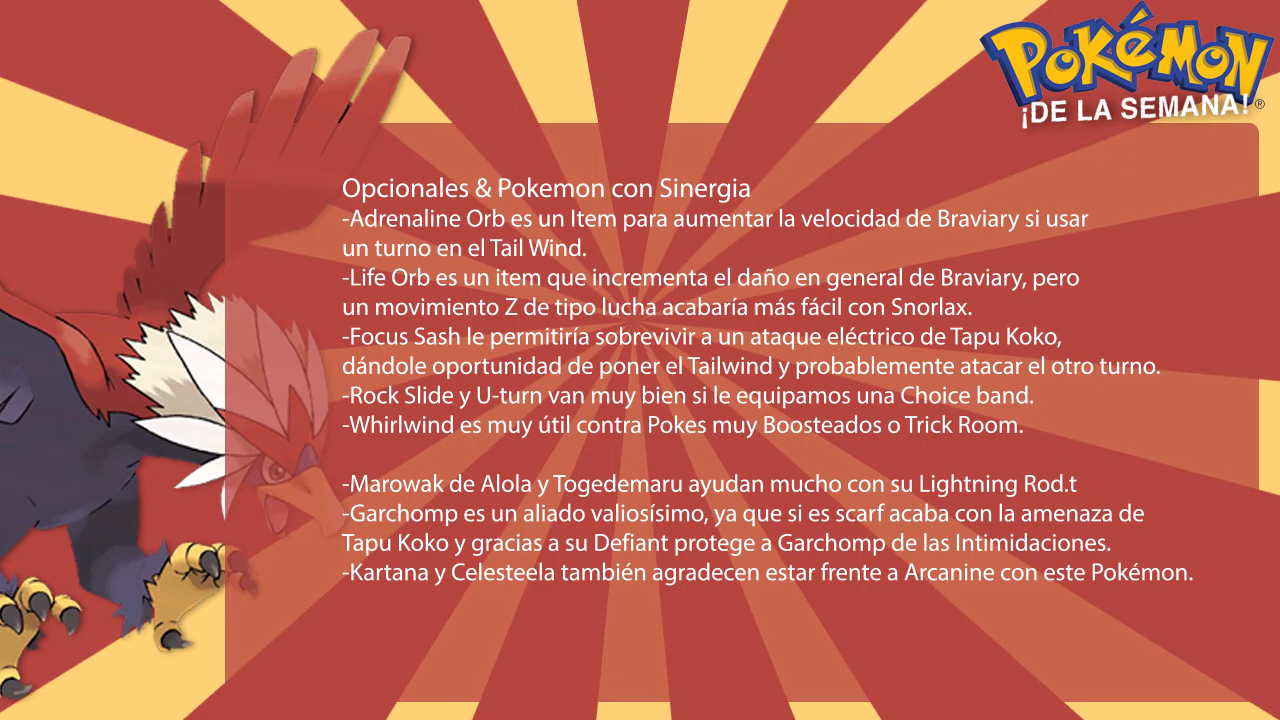 POKéMON
¡DE LA SEMANA! ®
Opcionales & Pokemon con Sinergia
-Adrenaline Orb es un Item para aumentar la velocidad de Braviary si usar
un turno en el Tail Wind.
-Life Orb es un item que incrementa el daño en general de Braviary, pero
un movimiento Z de tipo lucha acabaría más fácil con Snorlax.
-Focus Sash le permitiría sobrevivir a un ataque eléctrico de Tapu Koko,
dándole oportunidad de poner el Tailwind y probablemente atacar el otro turno.
-Rock Slide y U-turn van muy bien si le equipamos una Choice band.
-Whirlwind es muy útil contra Pokes muy Boosteados o Trick Room.
-Marowak de Alola y Togedemaru ayudan mucho con su Lightning Rod.t
-Garchomp es un aliado valiosísimo, ya que si es scarf acaba con la amenaza de
Tapu Koko y gracias a su Defiant protege a Garchomp de las Intimidaciones.
-Kartana y Celesteela también agradecen estar frente a Arcanine con este Pokémon.